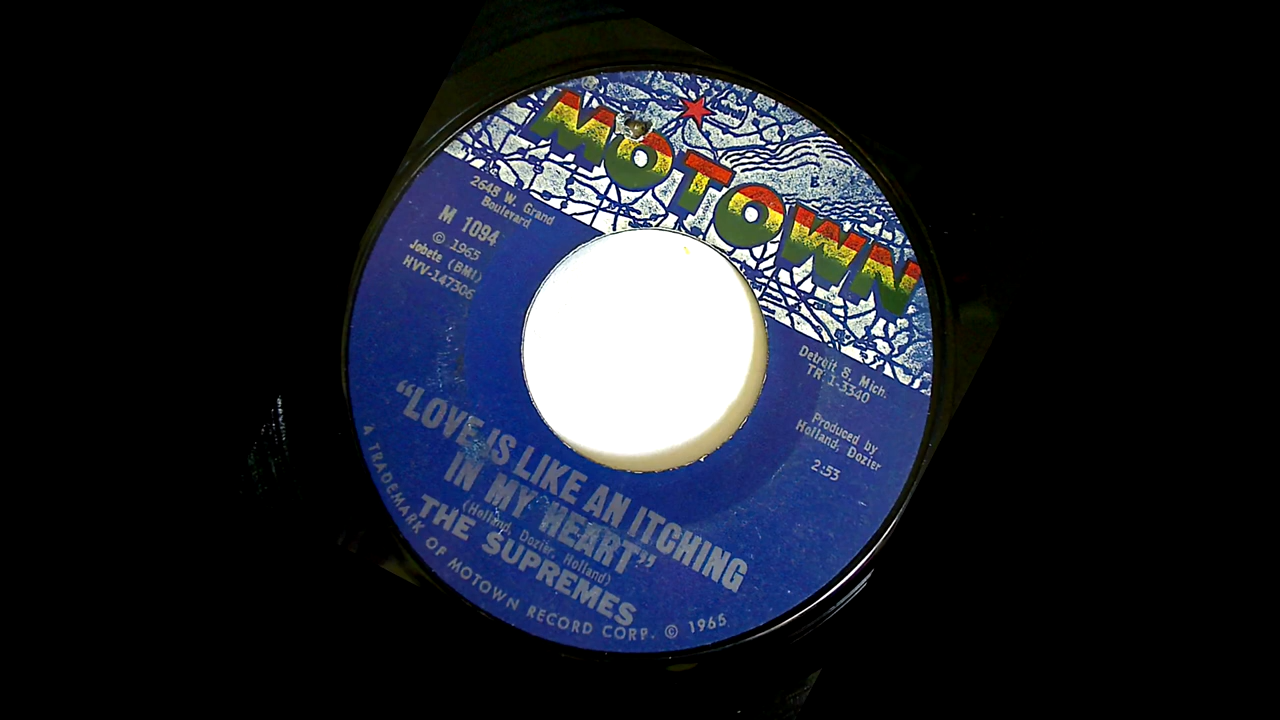 MOTOWN
2648 W. Grand
Boulevard
M 1094
© 1965
Jobete (BMI)
HVV-147306
Detroit 8, Mich.
TR 1-3340
Produced by
Holland, Dozier
2:53
“LOVE IS LIKE AN ITCHING
IN MY HEART”
(Holland, Dozier, Holland)
THE SUPREMES
A TRADEMARK OF MOTOWN RECORD CORP. © 1965